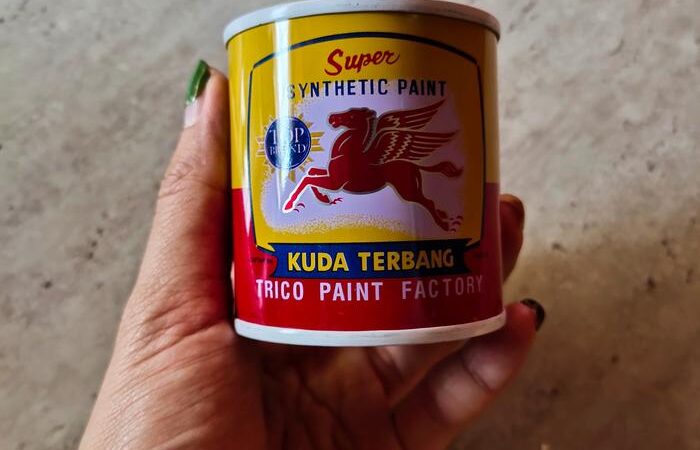 Super
SYNTHETIC PAINT
TOP
BRAND
KUDA TERBANG
TRICO PAINT FACTORY